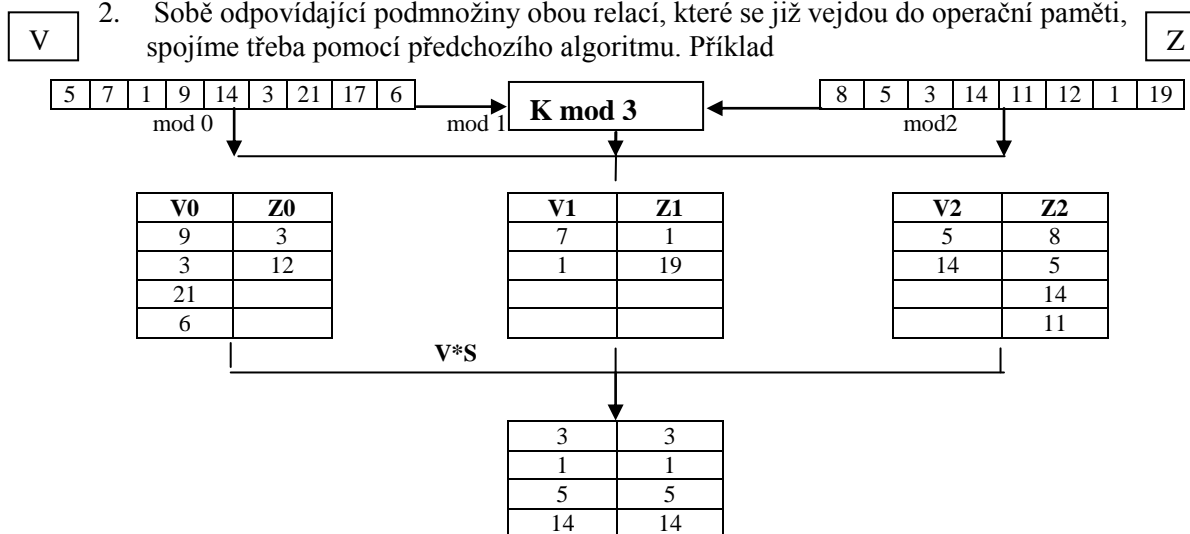 2. Sobě odpovídající podmnožiny obou relací, které se již vejdou do operační paměti,
V
spojíme třeba pomocí předchozího algoritmu. Příklad
Z
5 7 1 9 14 3 21 17 6
K mod 3
8 5 3 14 11 12 1 19
mod 0
mod 1
mod2
V0 Z0
9 3
3 12
21
6
V1 Z1
7 1
1 19
V2 Z2
5 8
14 5
14
11
V*S
3 3
1 1
5 5
14 14